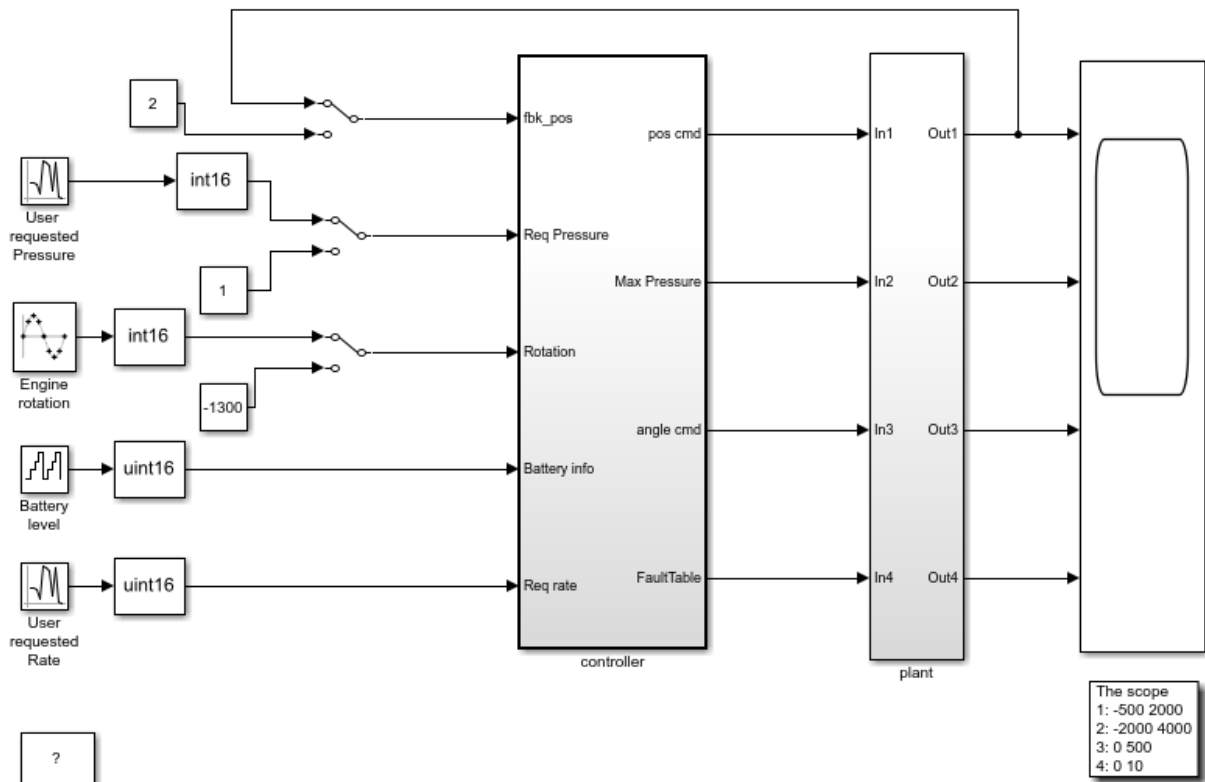 2
fbk_pos
pos cmd
In1
Out1
int16
User
requested
Pressure
Req Pressure
1
Max Pressure
In2
Out2
int16
Engine
rotation
Rotation
-1300
angle cmd
In3
Out3
uint16
Battery
level
Battery info
uint16
User
requested
Rate
Req rate
FaultTable
In4
Out4
controller
plant
The scope
1: -500 2000
2: -2000 4000
3: 0 500
4: 0 10
?